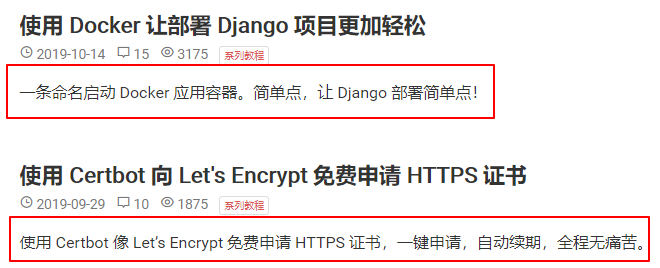 使用 Docker 让部署 Django 项目更加轻松
2019-10-14 15 3175 系列教程
一条命名启动 Docker 应用容器。简单点，让 Django 部署简单点！
使用 Certbot 向 Let's Encrypt 免费申请 HTTPS 证书
2019-09-29 10 1875 系列教程
使用 Certbot 像 Let’s Encrypt 免费申请 HTTPS 证书，一键申请，自动续期，全程无痛苦。